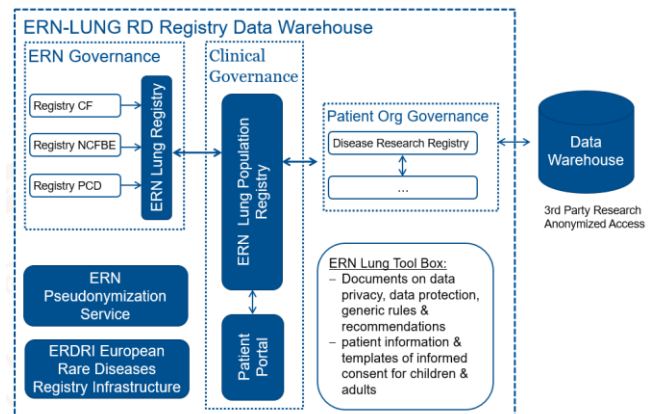 ERN-LUNG RD Registry Data Warehouse
ERN Governance
Registry CF
Registry NCFBE
Registry PCD
ERN Lung Registry
Clinical
Governance
ERN Lung Population
Registry
Patient
Portal
Patient Org Governance
Disease Research Registry
...
Data
Warehouse
3rd Party Research
Anonymized Access
ERN
Pseudonymization
Service
ERDRI European
Rare Diseases
Registry Infrastructure
ERN Lung Tool Box:
– Documents on data
privacy, data protection,
generic rules &
recommendations
– patient information &
templates of informed
consent for children &
adults